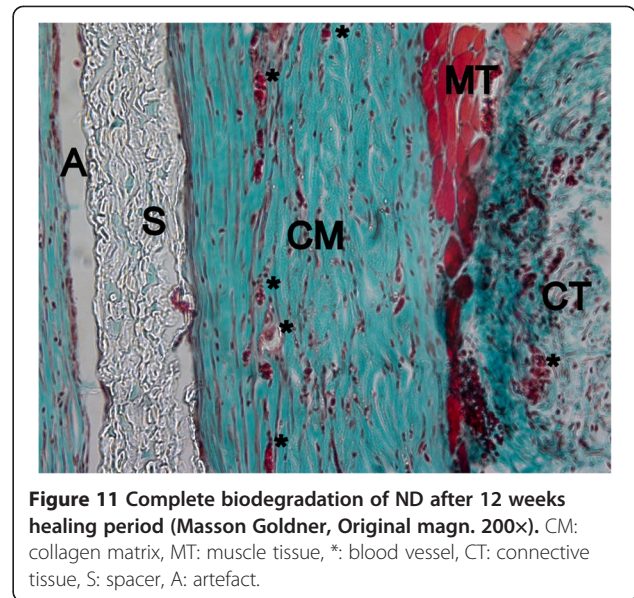 *
*
MT
A
S
CM
CT
*
*
*
*
Figure 11 Complete biodegradation of ND after 12 weeks
healing period (Masson Goldner, Original magn. 200×). CM:
collagen matrix, MT: muscle tissue, *: blood vessel, CT: connective
tissue, S: spacer, A: artefact.